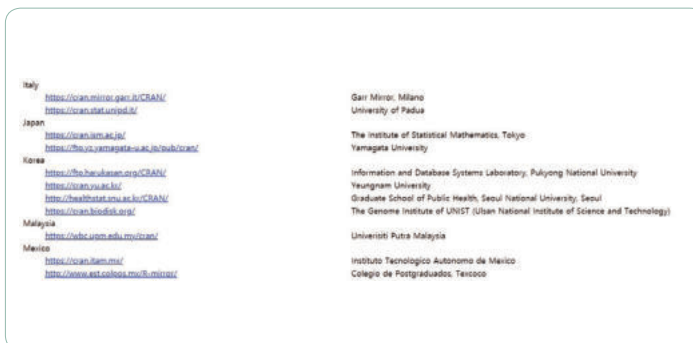 Italy
https://cran.mirror.garr.it/CRAN/ Garr Mirror, Milano
https://cran.stat.unipd.it/ University of Padua
Japan
https://cran.ism.ac.jp/ The Institute of Statistical Mathematics, Tokyo
https://ftp.yz.yamagata-u.ac.jp/pub/cran/ Yamagata University
Korea
https://ftp.harukasan.org/CRAN/ Information and Database Systems Laboratory, Pukyong National University
https://cran.yu.ac.kr/ Yeungnam University
http://healthstat.snu.ac.kr/CRAN/ Graduate School of Public Health, Seoul National University, Seoul
https://cran.biodisk.org/ The Genome Institute of UNIST (Ulsan National Institute of Science and Technology)
Malaysia
https://wbc.upm.edu.my/cran/ Univerisiti Putra Malaysia
Mexico
https://cran.itam.mx/ Instituto Tecnologico Autonomo de Mexico
http://www.est.colpos.mx/R-mirror/ Colegio de Postgraduados, Texcoco